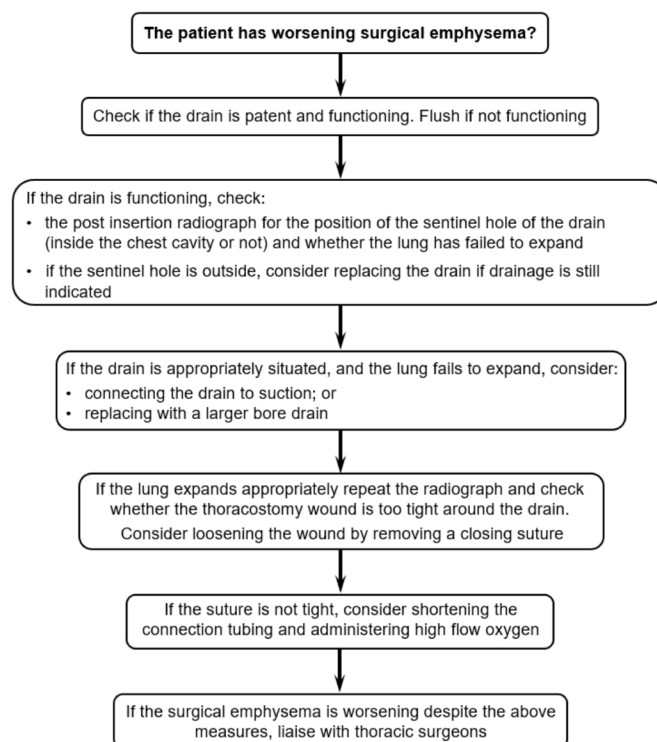 The patient has worsening surgical emphysema?
Check if the drain is patent and functioning. Flush if not functioning
If the drain is functioning, check:
• the post insertion radiograph for the position of the sentinel hole of the drain
(inside the chest cavity or not) and whether the lung has failed to expand
• if the sentinel hole is outside, consider replacing the drain if drainage is still
indicated
If the drain is appropriately situated, and the lung fails to expand, consider:
• connecting the drain to suction; or
• replacing with a larger bore drain
If the lung expands appropriately repeat the radiograph and check
whether the thoracostomy wound is too tight around the drain.
Consider loosening the wound by removing a closing suture
If the suture is not tight, consider shortening the
connection tubing and administering high flow oxygen
If the surgical emphysema is worsening despite the above
measures, liaise with thoracic surgeons